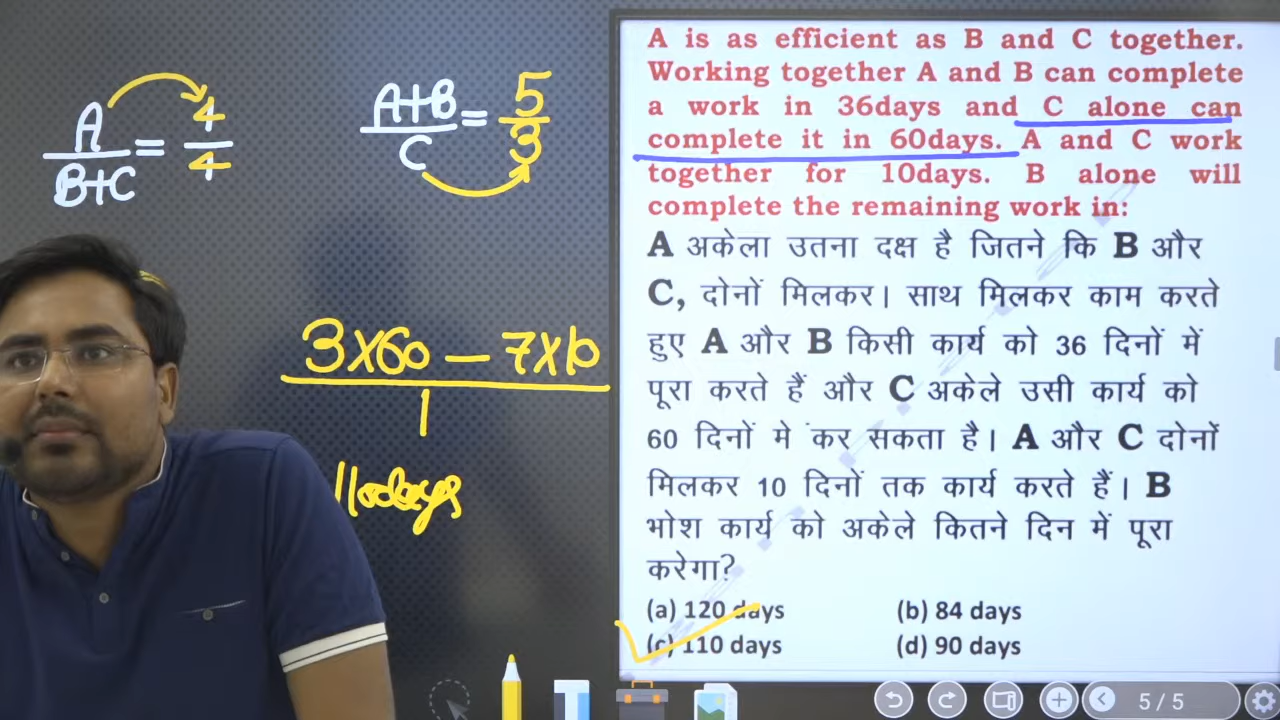 A
B+C
=
4
4
A+B
C
=
5
3
3×60 – 7×10
1
110days
A is as efficient as B and C together.
Working together A and B can complete
a work in 36days and C alone can
complete it in 60days. A and C work
together for 10days. B alone will
complete the remaining work in:
A अकेला उतना दक्ष है जितने कि B और
C, दोनों मिलकर। साथ मिलकर काम करते
हुए A और B किसी कार्य को 36 दिनों में
पूरा करते हैं और C अकेले उसी कार्य को
60 दिनों मे कर सकता है। A और C दोनों
मिलकर 10 दिनों तक कार्य करते हैं। B
भोश कार्य को अकेले कितने दिन में पूरा
करेगा?
(a) 120 days (b) 84 days
(c) 110 days (d) 90 days
5 / 5